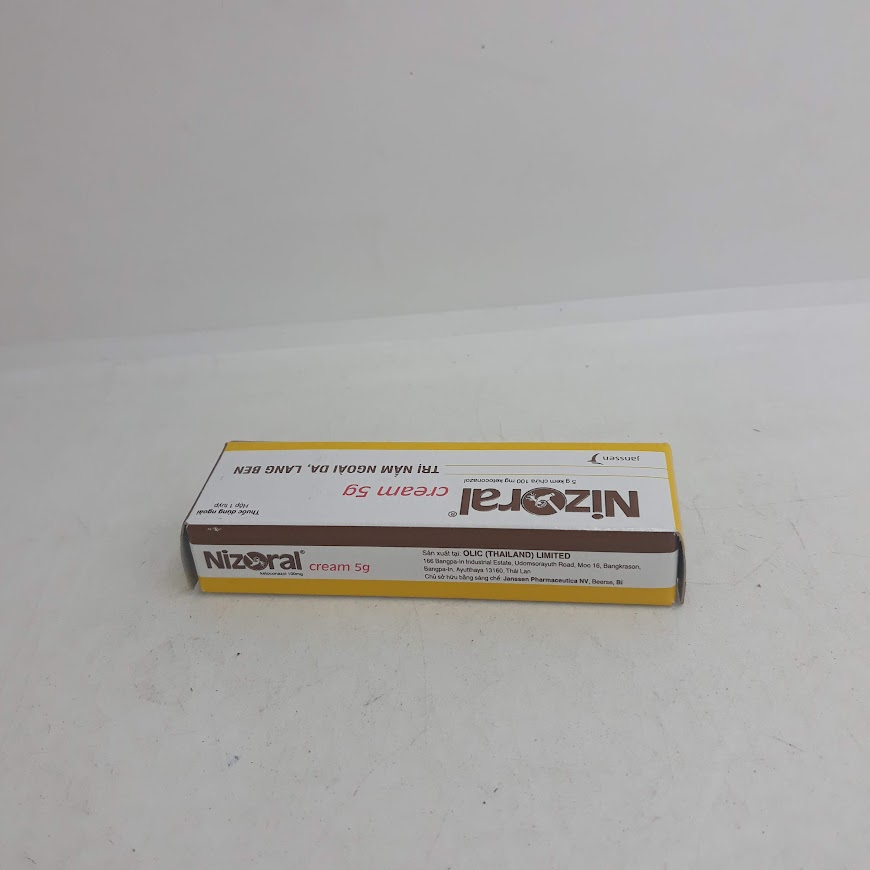 Nizoral®
cream 5g
5 g kem chứa 100 mg ketoconazol
janssen
TRỊ NẤM NGOÀI DA, LANG BEN
Thuốc dùng ngoài
Hộp 1 tuýp
Nizoral®
ketoconazol 100mg
cream 5g
Sản xuất tại: OLIC (THAILAND) LIMITED
166 Bangpa-In Industrial Estate, Udomsorayuth Road, Moo 16, Bangkrason,
Bangpa-In, Ayutthaya 13160, Thái Lan
Chủ sở hữu bằng sáng chế: Janssen Pharmaceutica NV, Beerse, Bỉ